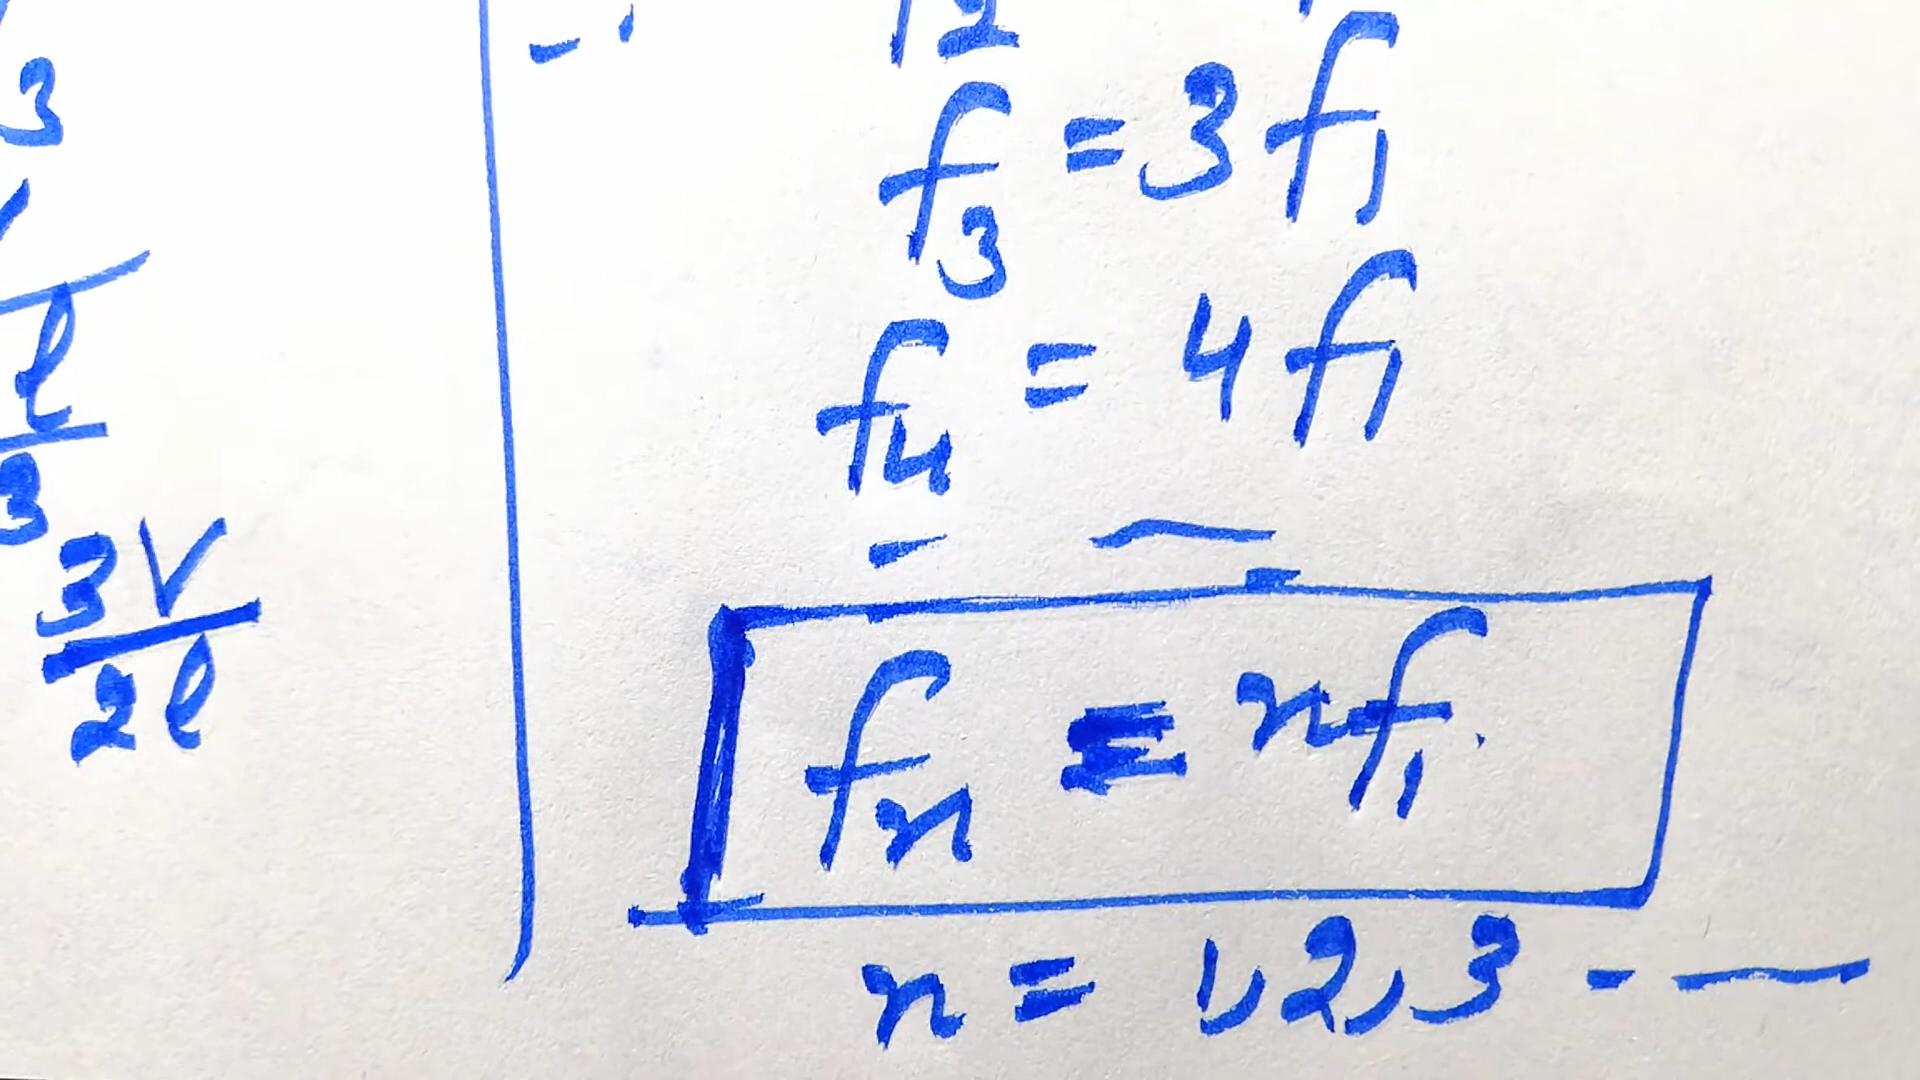 3
l
3
3V
2l
f3 = 3f1
f4 = 4f1
fn = nf1
n = 1,2,3 - —